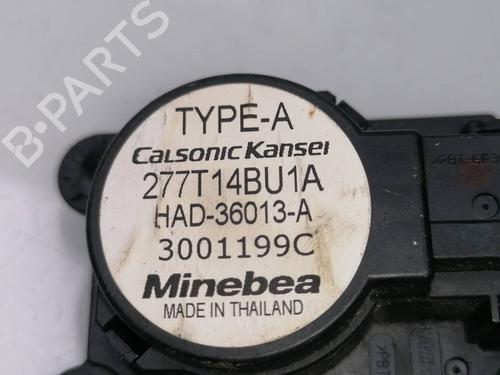 B-PARTS
TYPE-A
CALSONIC KANSEI
277T14BU1A
HAD-36013-A
3001199C
Minebea
MADE IN THAILAND